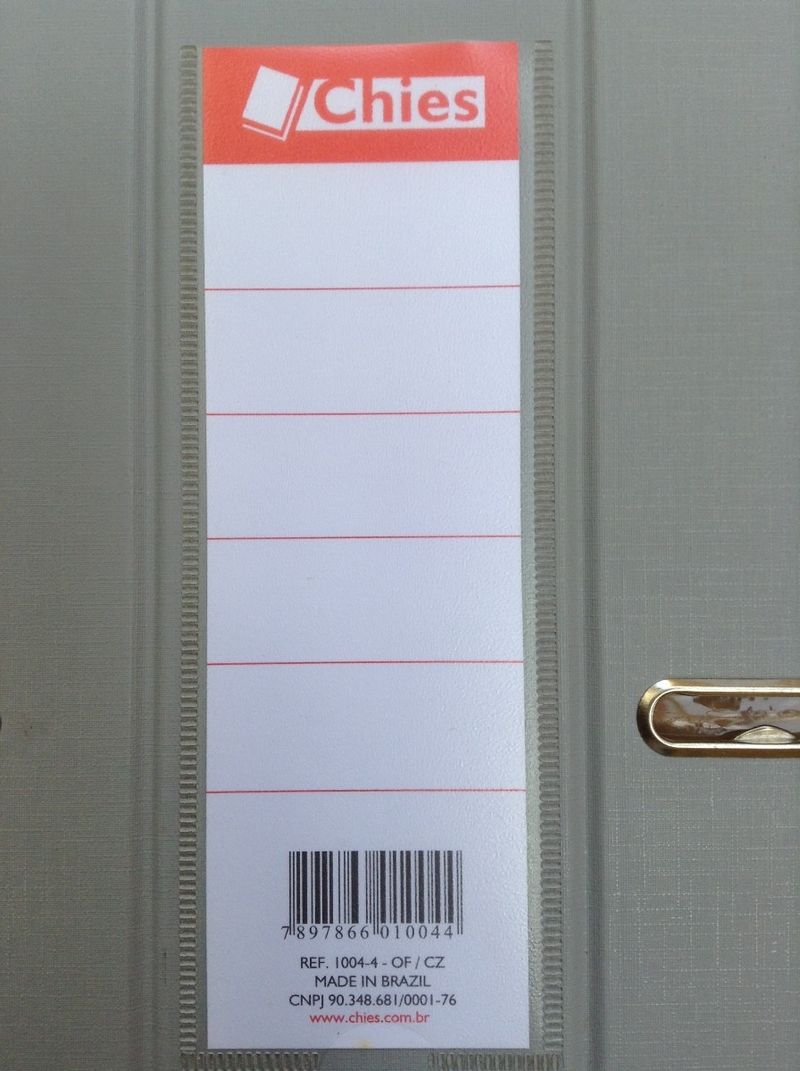 Chies
7 897866 010044
REF. 1004-4 - OF / CZ
MADE IN BRAZIL
CNPJ 90.348.681/0001-76
www.chies.com.br